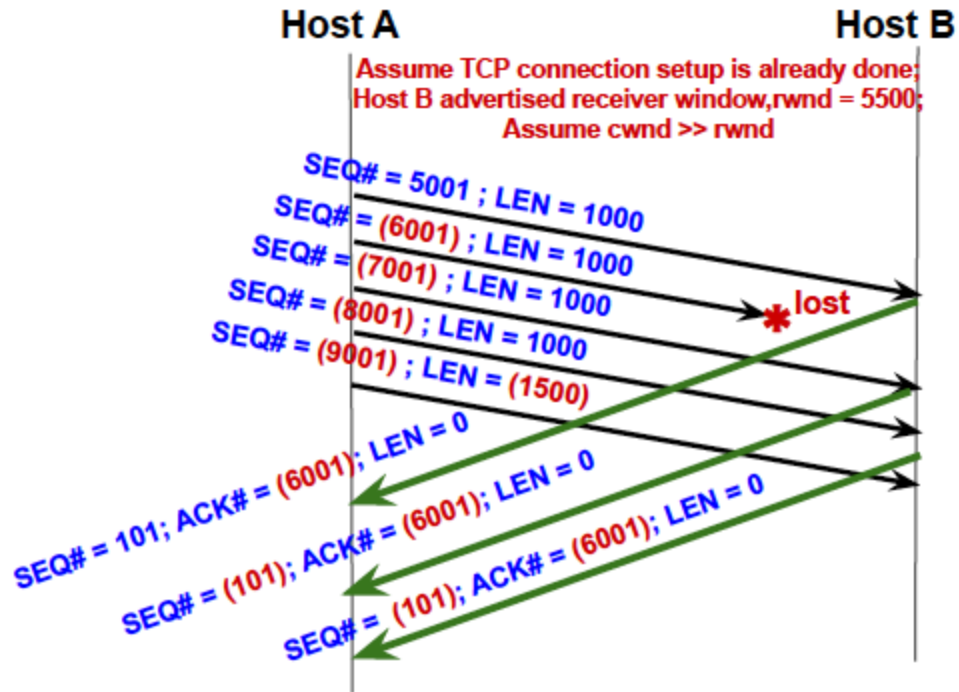 Host A
Host B
Assume TCP connection setup is already done;
Host B advertised receiver window,rwnd = 5500;
Assume cwnd >> rwnd
SEQ# = 5001 ; LEN = 1000
SEQ# = (6001) ; LEN = 1000
SEQ# = (7001) ; LEN = 1000
SEQ# = (8001) ; LEN = 1000
SEQ# = (9001) ; LEN = (1500)
lost
SEQ# = 101; ACK# = (6001); LEN = 0
SEQ# = (101); ACK# = (6001); LEN = 0
SEQ# = (101); ACK# = (6001); LEN = 0